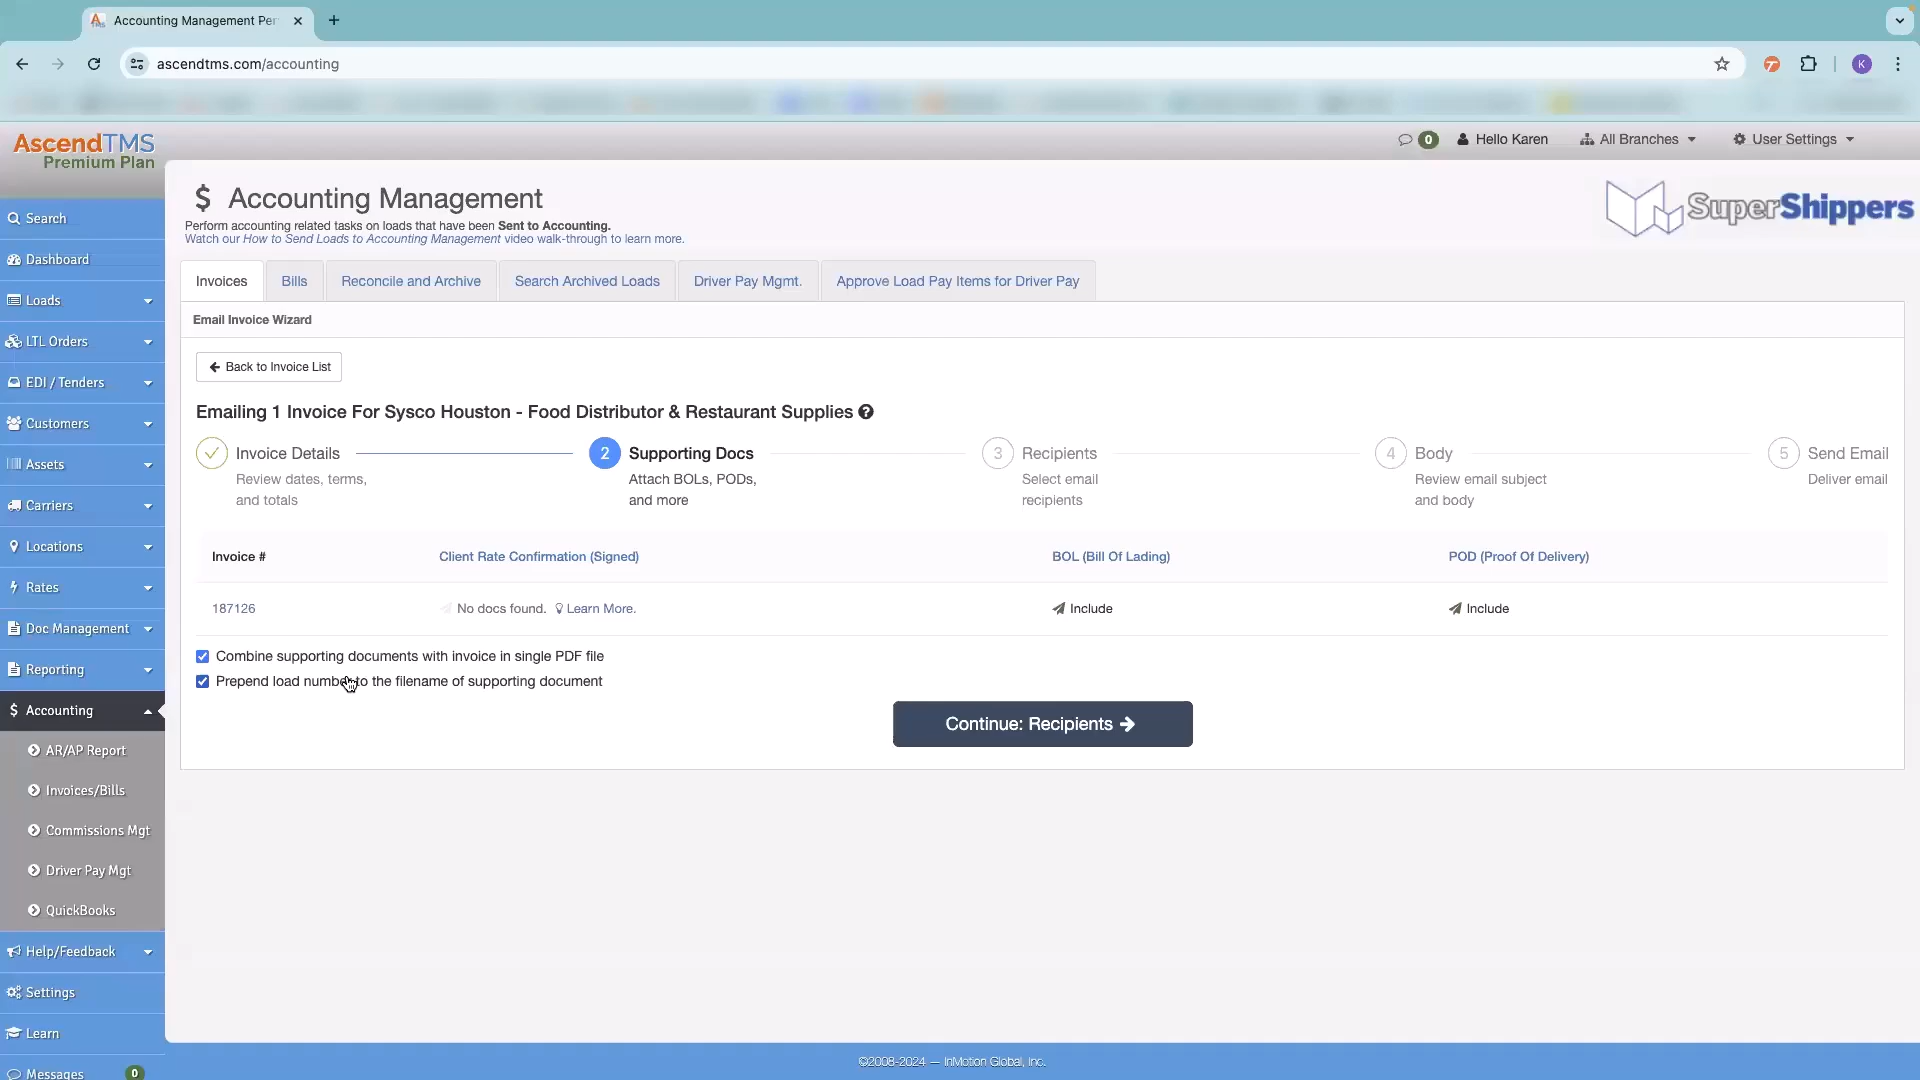 Accounting Management Per
ascendtms.com/accounting
K
AscendTMS
Premium Plan
0
Hello Karen
All Branches
User Settings
$ Accounting Management
Perform accounting related tasks on loads that have been Sent to Accounting.
Watch our How to Send Loads to Accounting Management video walk-through to learn more.
SuperShippers
Search
Dashboard
Loads
LTL Orders
EDI / Tenders
Customers
Assets
Carriers
Locations
Rates
Doc Management
Reporting
$ Accounting
AR/AP Report
Invoices/Bills
Commissions Mgt
Driver Pay Mgt
QuickBooks
Help/Feedback
Settings
Learn
Messages 0
Invoices
Bills
Reconcile and Archive
Search Archived Loads
Driver Pay Mgmt.
Approve Load Pay Items for Driver Pay
Email Invoice Wizard
Back to Invoice List
Emailing 1 Invoice For Sysco Houston - Food Distributor & Restaurant Supplies ?
Invoice Details
Review dates, terms,
and totals
2 Supporting Docs
Attach BOLs, PODs,
and more
3 Recipients
Select email
recipients
4 Body
Review email subject
and body
5 Send Email
Deliver email
Invoice #
Client Rate Confirmation (Signed)
BOL (Bill Of Lading)
POD (Proof Of Delivery)
187126
No docs found. Learn More.
Include
Include
Combine supporting documents with invoice in single PDF file
Prepend load number to the filename of supporting document
Continue: Recipients
©2008-2024 — InMotion Global, Inc.